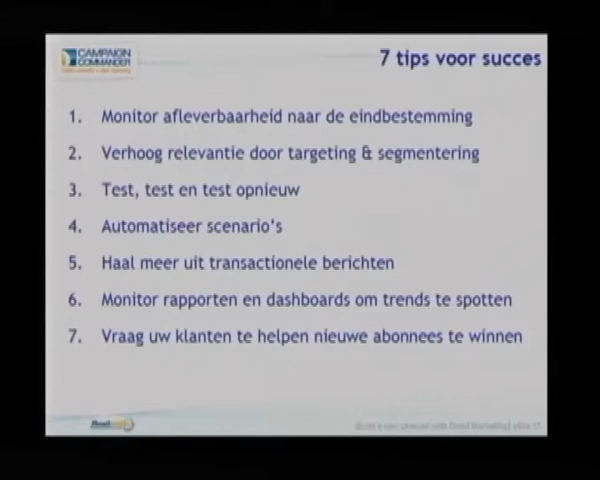 CAMPAIGN
COMMANDER
7 tips voor succes
1. Monitor afleverbaarheid naar de eindbestemming
2. Verhoog relevantie door targeting & segmentering
3. Test, test en test opnieuw
4. Automatiseer scenario's
5. Haal meer uit transactionele berichten
6. Monitor rapporten en dashboards om trends te spotten
7. Vraag uw klanten te helpen nieuwe abonnees te winnen